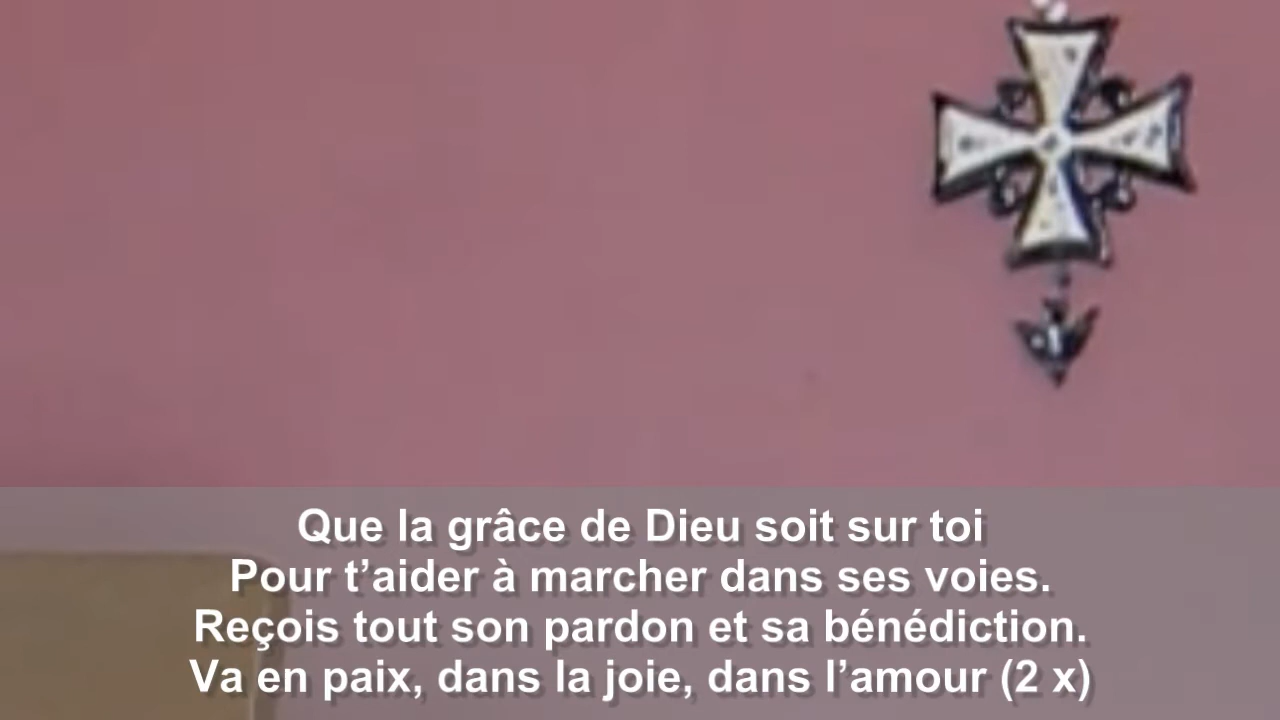 Que la grâce de Dieu soit sur toi
Pour t’aider à marcher dans ses voies.
Reçois tout son pardon et sa bénédiction.
Va en paix, dans la joie, dans l’amour (2 x)